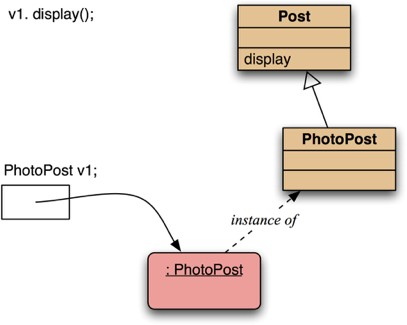 v1. display();
Post
display
PhotoPost
PhotoPost v1;
instance of
: PhotoPost